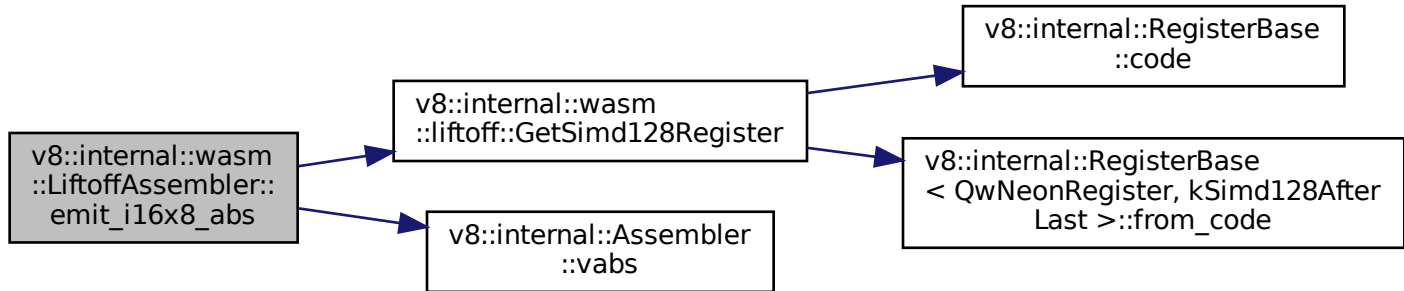 v8::internal::wasm
::LiftoffAssembler::
emit_i16x8_abs
v8::internal::wasm
::liftoff::GetSimd128Register
v8::internal::Assembler
::vabs
v8::internal::RegisterBase
::code
v8::internal::RegisterBase
< QwNeonRegister, kSimd128After
Last >::from_code